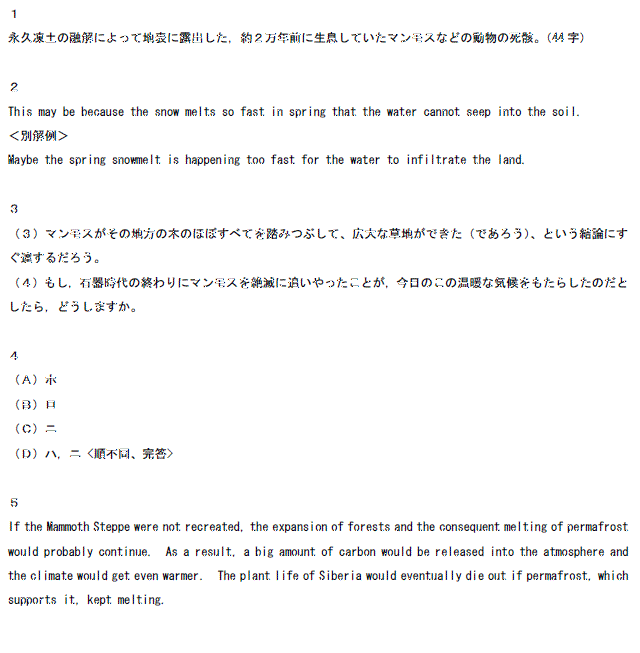 1
永久凍土の融解によって地表に露出した，約２万年前に生息していたマンモスなどの動物の死骸。（44字）
2
This may be because the snow melts so fast in spring that the water cannot seep into the soil.
＜別解例＞
Maybe the spring snowmelt is happening too fast for the water to infiltrate the land.
3
（３）マンモスがその地方の木のほぼすべてを踏みつぶして、広大な草地ができた（であろう）、という結論にす
ぐ達するだろう。
（４）もし，石器時代の終わりにマンモスを絶滅に追いやったことが，今日のこの温暖な気候をもたらしたのだと
したら，どうしますか。
4
（Ａ）ホ
（Ｂ）ロ
（Ｃ）ニ
（Ｄ）ハ，ニ〈順不同、完答〉
5
If the Mammoth Steppe were not recreated, the expansion of forests and the consequent melting of permafrost
would probably continue. As a result, a big amount of carbon would be released into the atmosphere and
the climate would get even warmer. The plant life of Siberia would eventually die out if permafrost, which
supports it, kept melting.